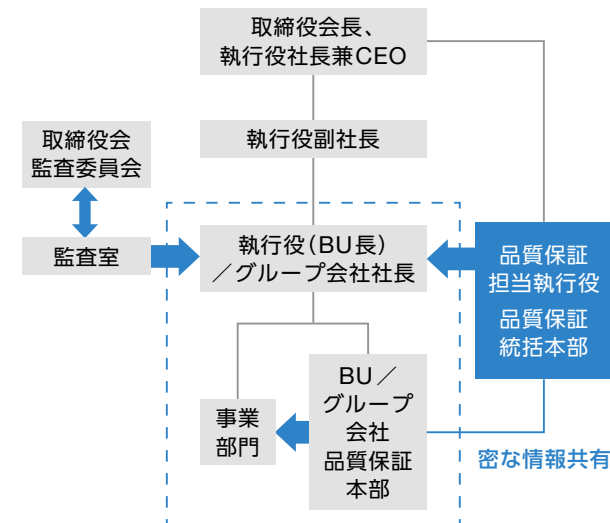 取締役会長、
執行役社長兼CEO
執行役副社長
取締役会
監査委員会
監査室
執行役（BU長）
／グループ会社社長
品質保証
担当執行役
品質保証
統括本部
事業
部門
BU／
グループ
会社
品質保証
本部
密な情報共有